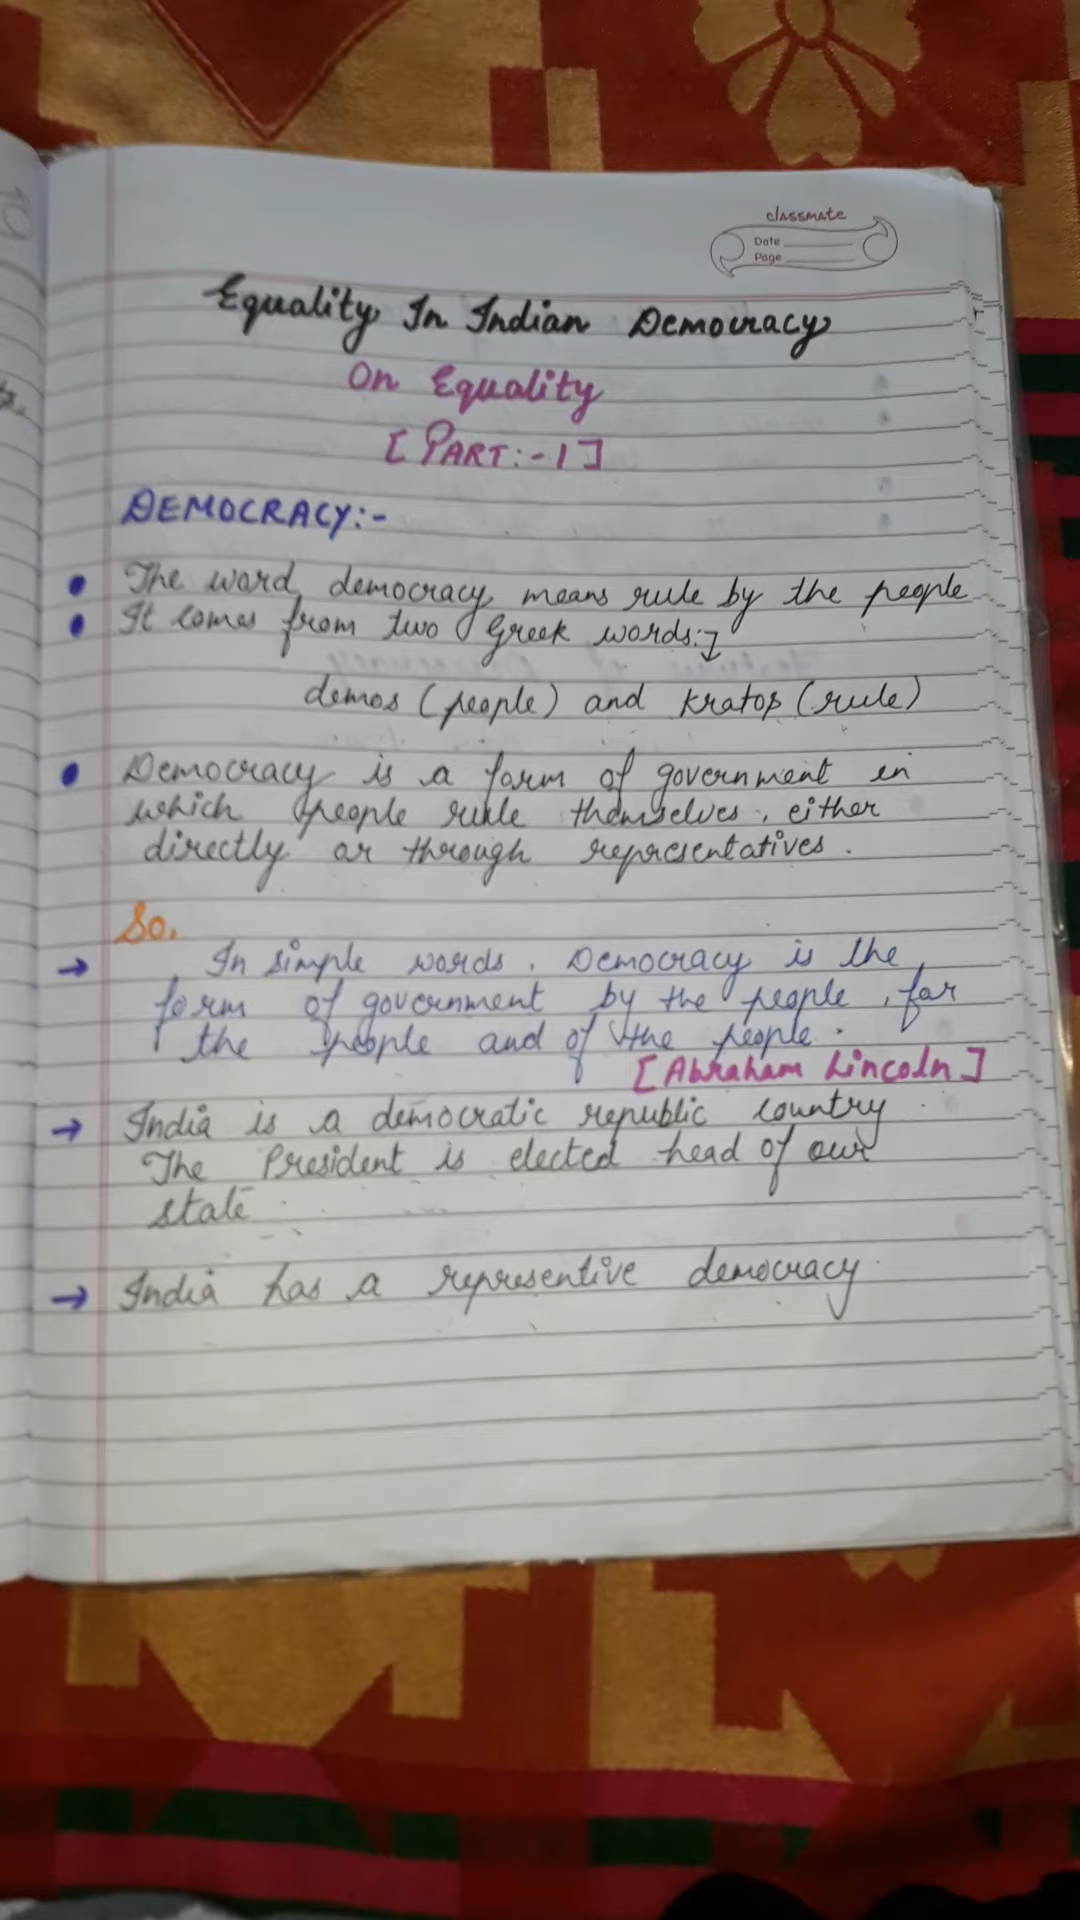 classmate
Date
Page
Equality In Indian Democracy
On Equality
[PART:-1]
DEMOCRACY:-
The word democracy means rule by the people
It comes from two Greek words:↴
demos (people) and Kratos (rule)
Democracy is a form of government in
which people rule themselves, either
directly or through representatives.
So,
→ In simple words, Democracy is the
form of government by the people, for
the people and of the people.
[Abraham Lincoln]
→ India is a democratic republic country.
The President is elected head of our
state
→ India has a representive democracy.